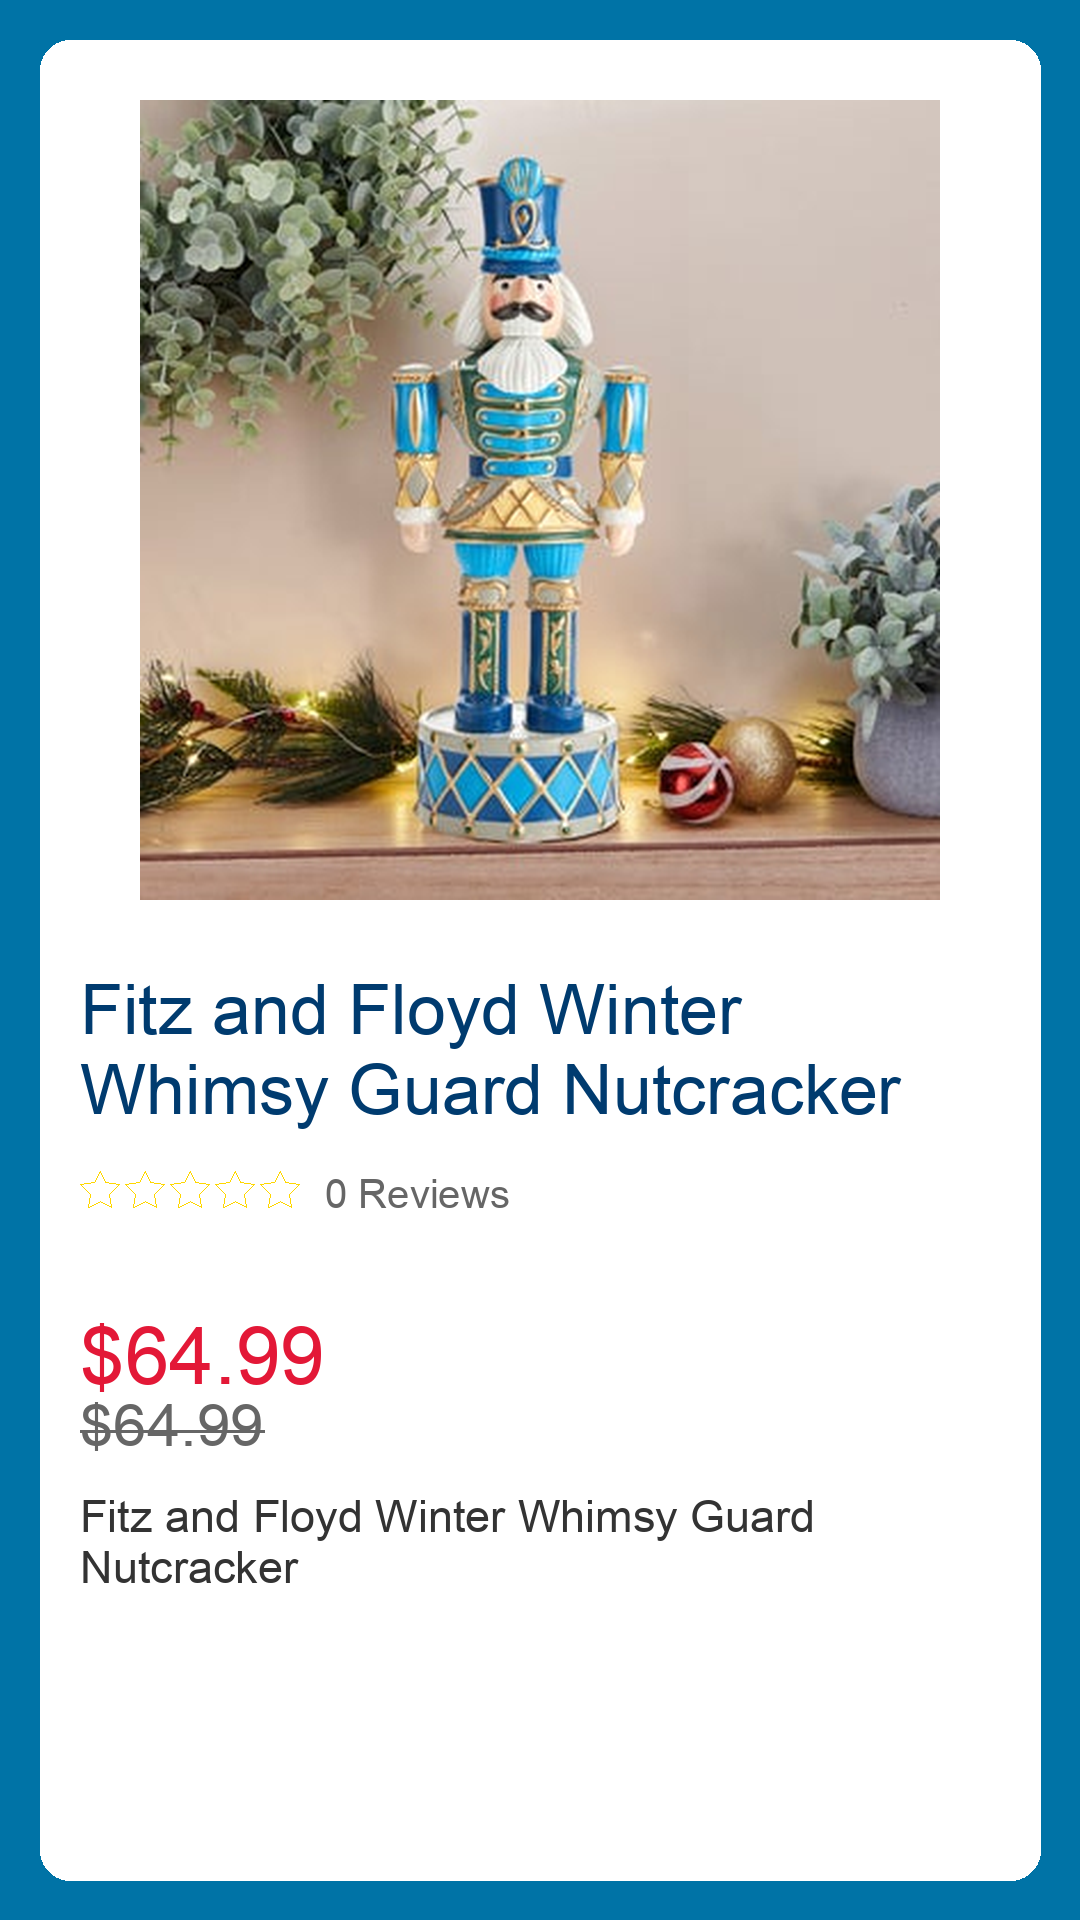 Fitz and Floyd Winter
Whimsy Guard Nutcracker
0 Reviews
$64.99
$64.99
Fitz and Floyd Winter Whimsy Guard
Nutcracker